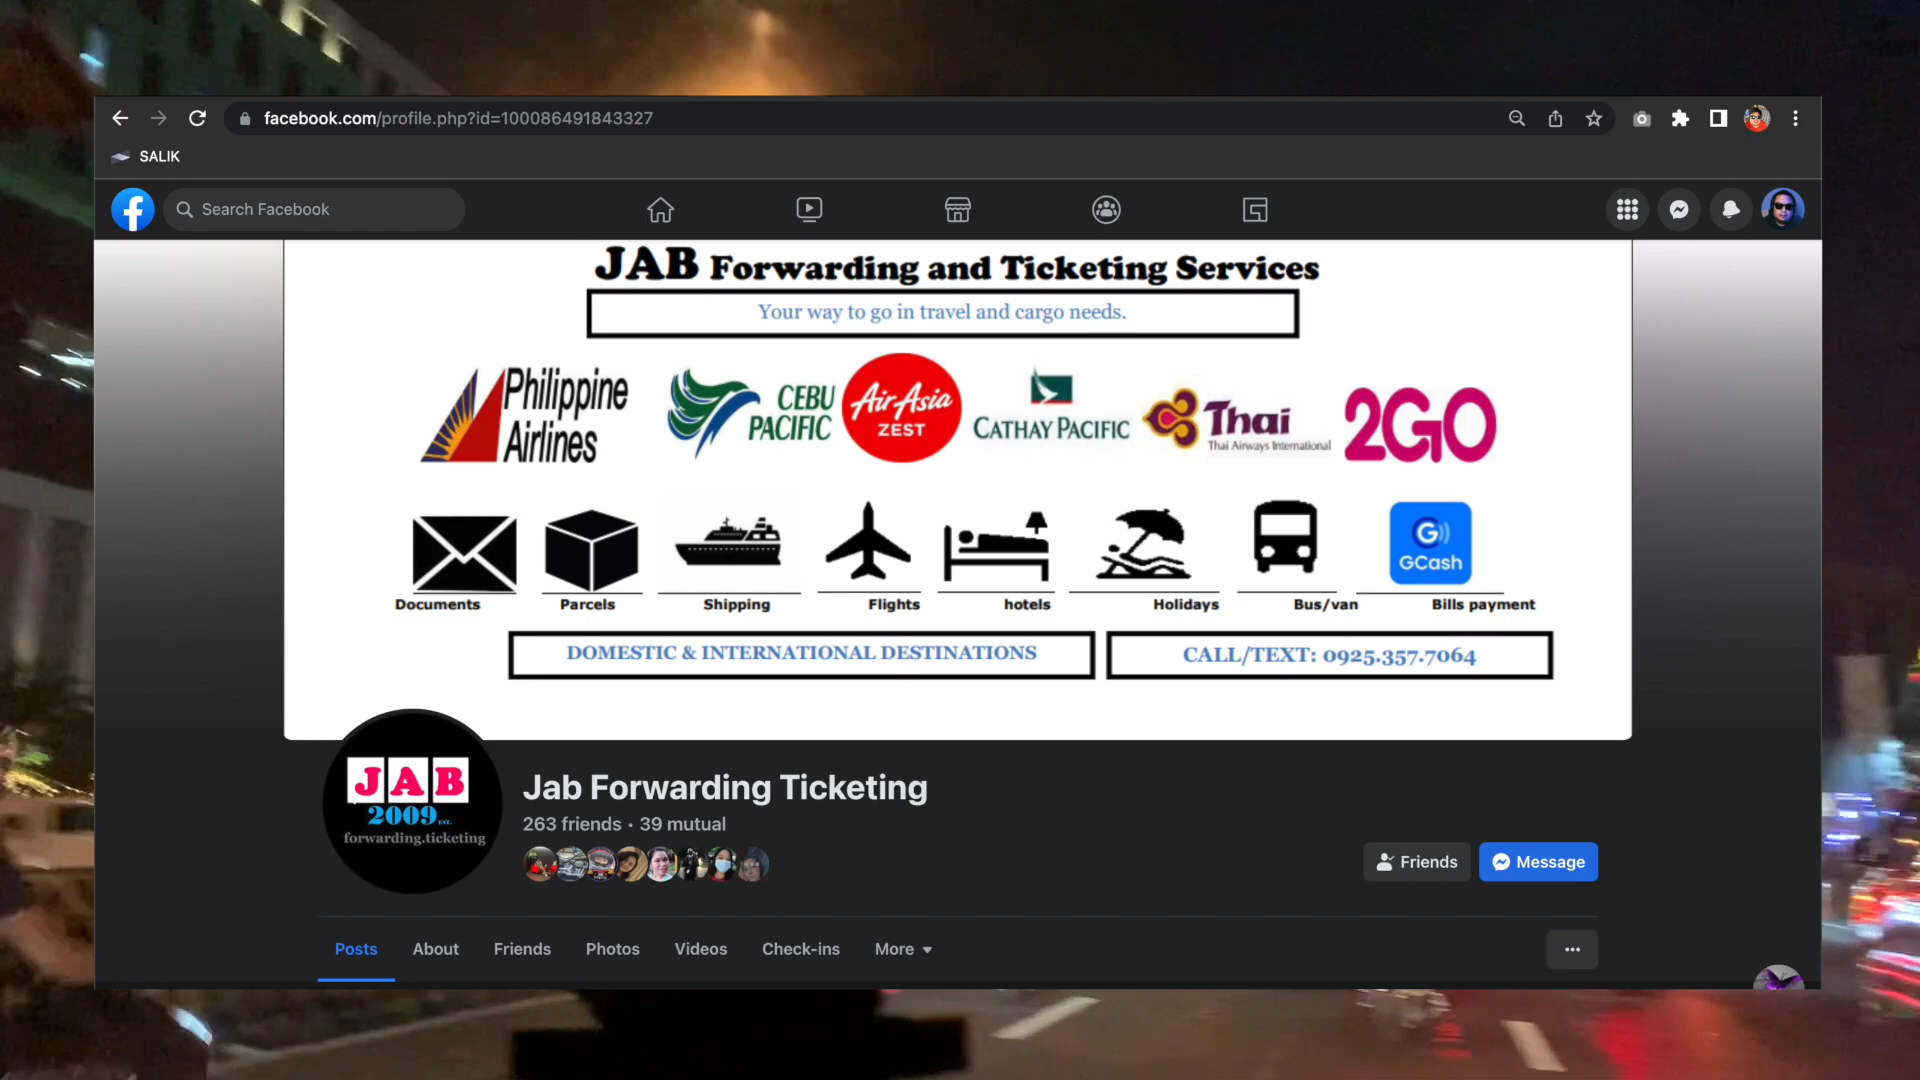 facebook.com/profile.php?id=100086491843327
SALIK
Search Facebook
JAB Forwarding and Ticketing Services
Your way to go in travel and cargo needs.
Philippine Airlines
CEBU PACIFIC
AirAsia ZEST
CATHAY PACIFIC
Thai
Thai Airways International
2GO
G
GCash
Documents Parcels Shipping Flights hotels Holidays Bus/van Bills payment
DOMESTIC & INTERNATIONAL DESTINATIONS
CALL/TEXT: 0925.357.7064
JAB
2009 EST.
forwarding.ticketing
Jab Forwarding Ticketing
263 friends · 39 mutual
Friends
Message
Posts About Friends Photos Videos Check-ins More